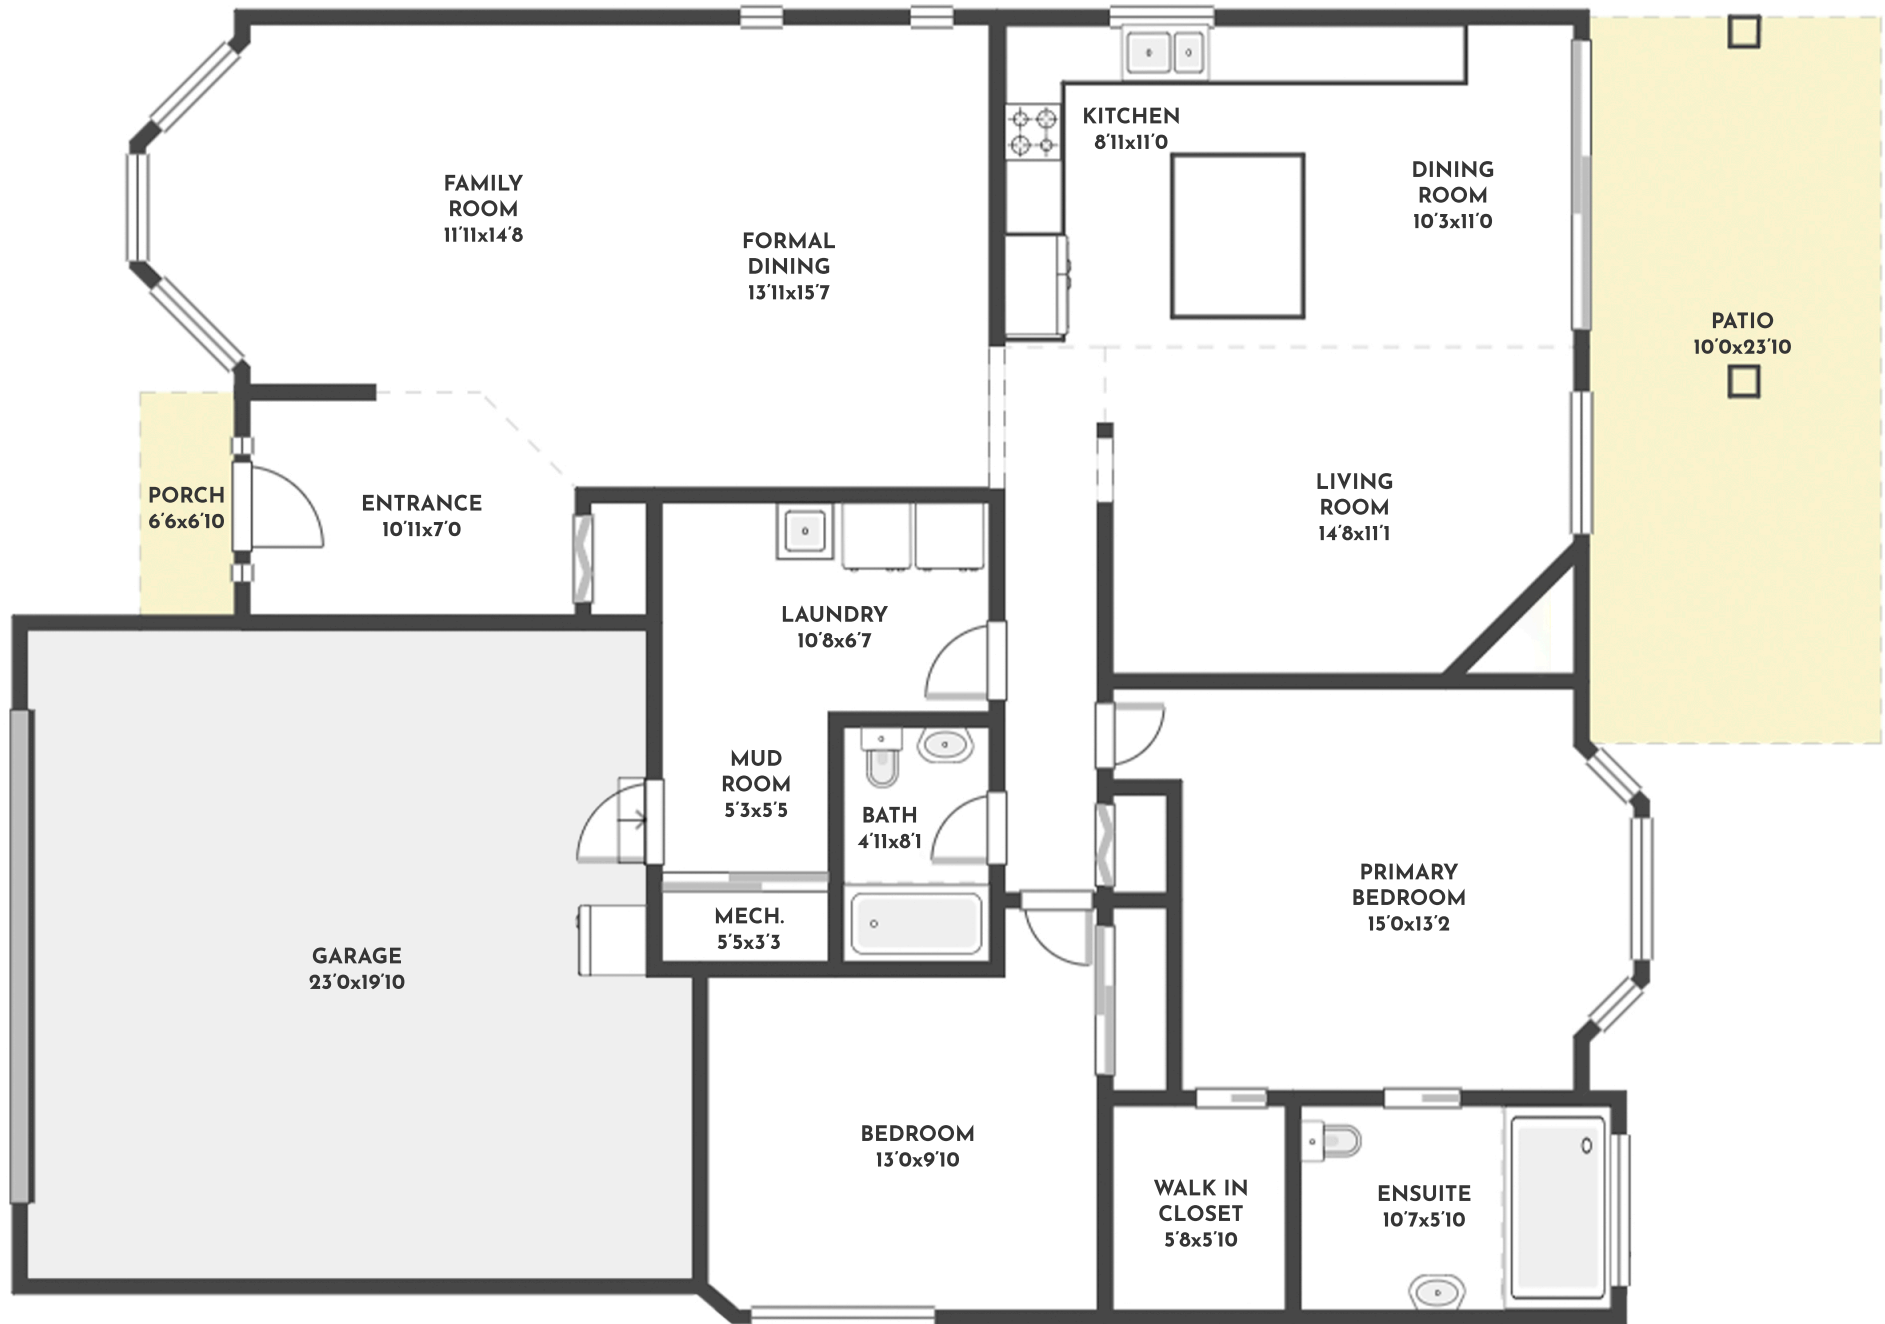 FAMILY
ROOM
11'11x14'8
FORMAL
DINING
13'11x15'7
KITCHEN
8'11x11'0
DINING
ROOM
10'3x11'0
PATIO
10'0x23'10
PORCH
6'6x6'10
ENTRANCE
10'11x7'0
LIVING
ROOM
14'8x11'1
LAUNDRY
10'8x6'7
MUD
ROOM
5'3x5'5
BATH
4'11x8'1
PRIMARY
BEDROOM
15'0x13'2
MECH.
5'5x3'3
GARAGE
23'0x19'10
BEDROOM
13'0x9'10
WALK IN
CLOSET
5'8x5'10
ENSUITE
10'7x5'10